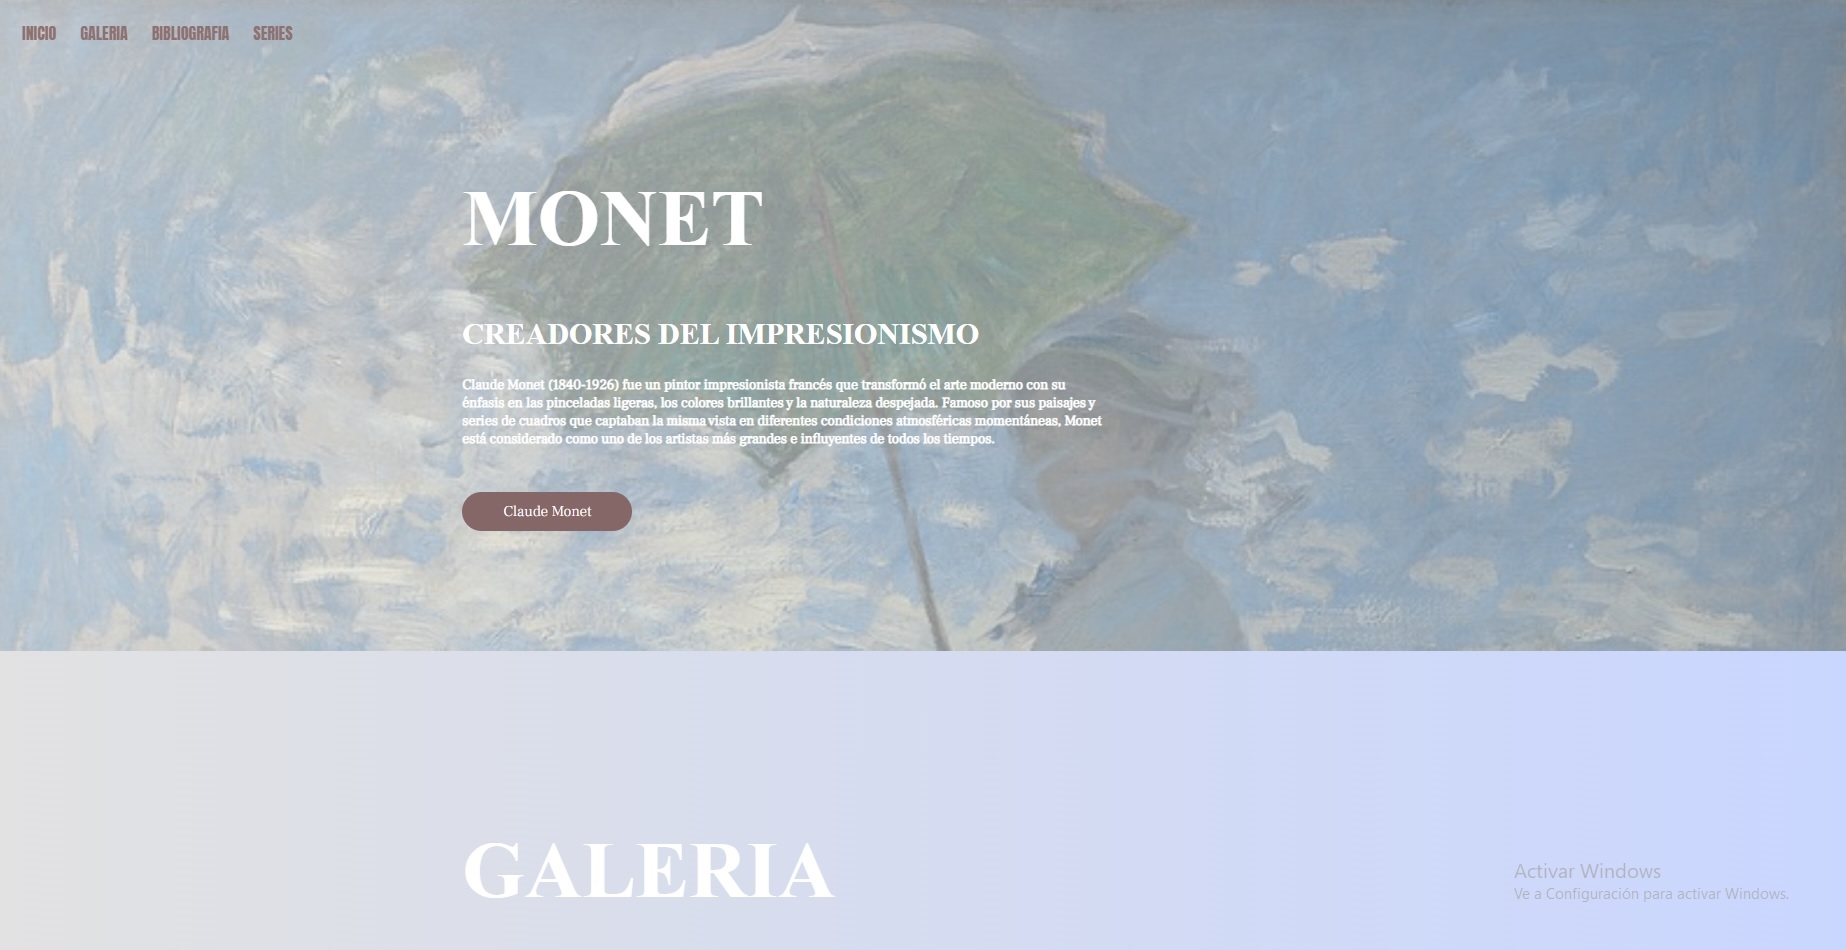 INICIO GALERIA BIBLIOGRAFIA SERIES
MONET
CREADORES DEL IMPRESIONISMO
Claude Monet (1840-1926) fue un pintor impresionista francés que transformó el arte moderno con su
énfasis en las pinceladas ligeras, los colores brillantes y la naturaleza despejada. Famoso por sus paisajes y
series de cuadros que captaban la misma vista en diferentes condiciones atmosféricas momentáneas, Monet
está considerado como uno de los artistas más grandes e influyentes de todos los tiempos.
Claude Monet
GALERIA
Activar Windows
Ve a Configuración para activar Windows.